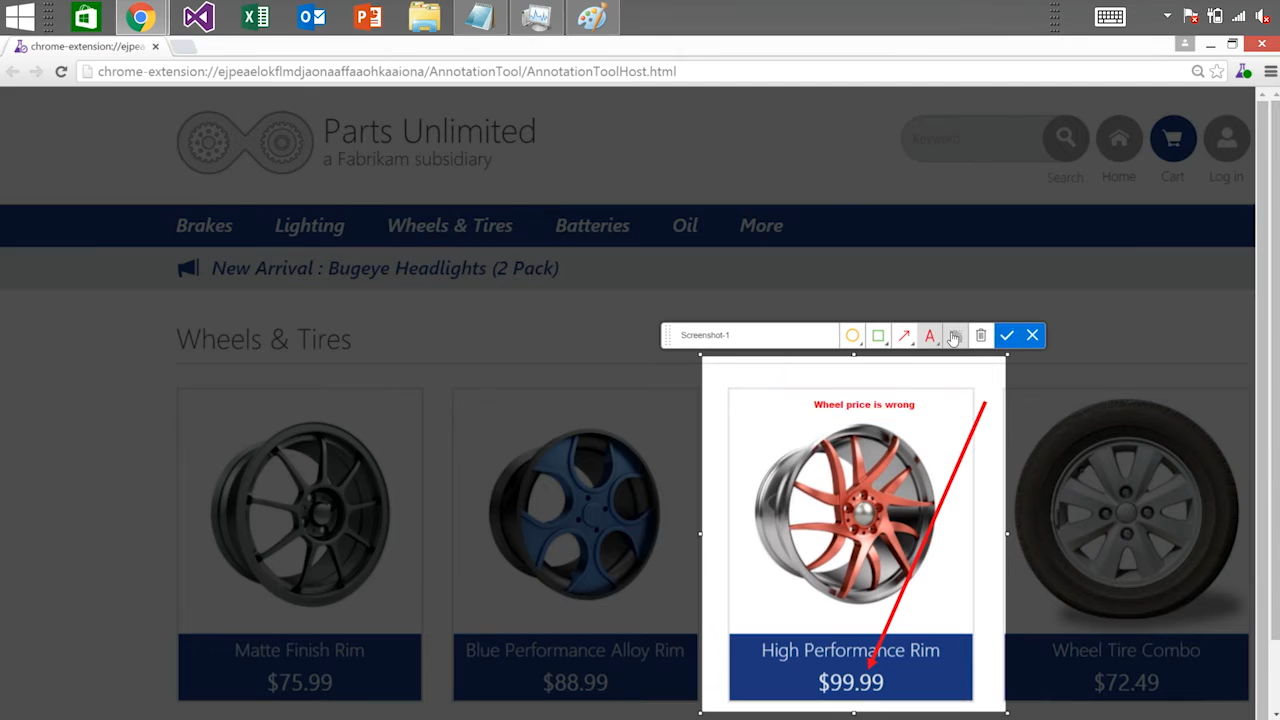 chrome-extension://ejpea
chrome-extension://ejpeaelokflmdjaonaaffaaohkaaiona/AnnotationTool/AnnotationToolHost.html
Parts Unlimited
a Fabrikam subsidiary
Keyword
Search
Home
Cart
Log in
Brakes
Lighting
Wheels & Tires
Batteries
Oil
More
New Arrival : Bugeye Headlights (2 Pack)
Wheels & Tires
Screenshot-1
A
Wheel price is wrong
Matte Finish Rim
$75.99
Blue Performance Alloy Rim
$88.99
High Performance Rim
$99.99
Wheel Tire Combo
$72.49